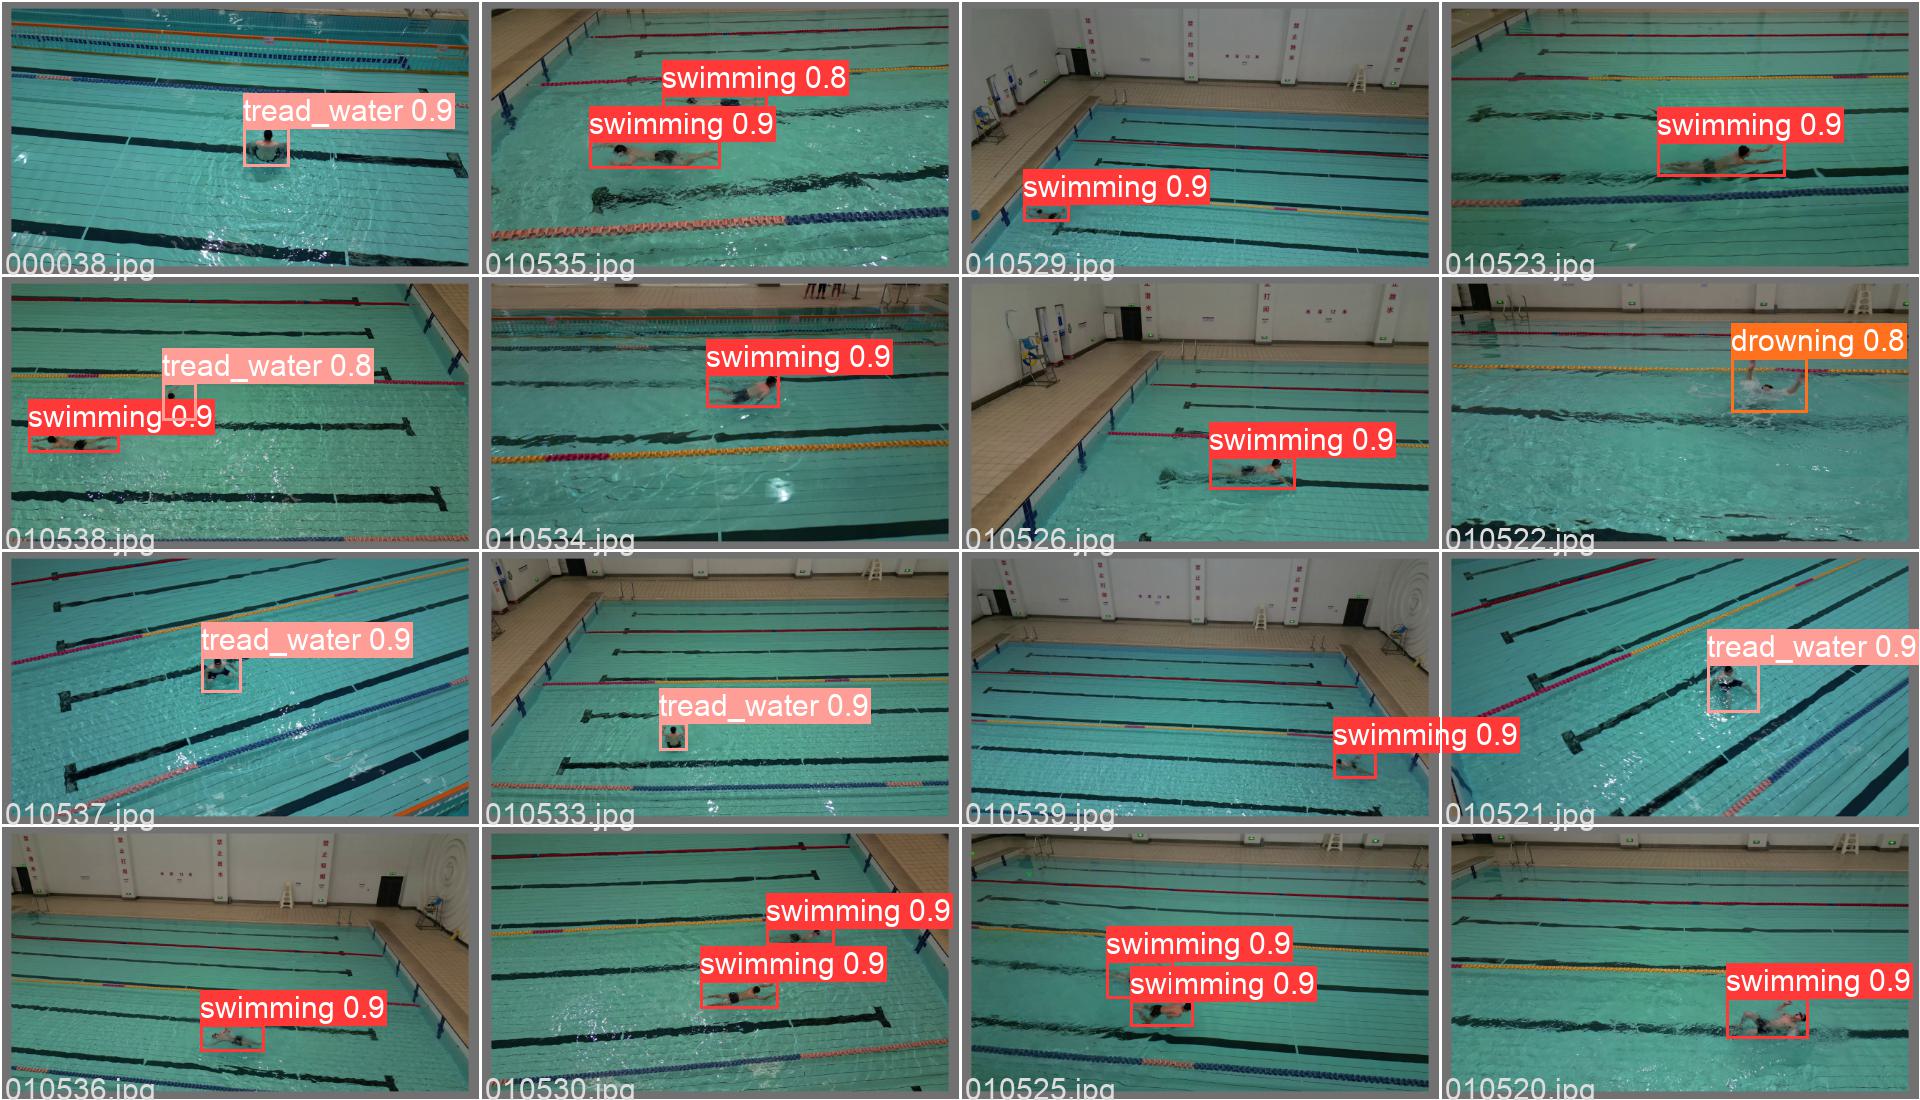 tread_water 0.9
000038.jpg
swimming 0.8
swimming 0.9
010535.jpg
swimming 0.9
010529.jpg
swimming 0.9
010523.jpg
tread_water 0.8
swimming 0.9
010538.jpg
swimming 0.9
010534.jpg
swimming 0.9
010526.jpg
drowning 0.8
010522.jpg
tread_water 0.9
010537.jpg
tread_water 0.9
010533.jpg
swimming 0.9
010539.jpg
tread_water 0.9
010521.jpg
swimming 0.9
010536.jpg
swimming 0.9
swimming 0.9
010530.jpg
swimming 0.9
swimming 0.9
010525.jpg
swimming 0.9
010520.jpg